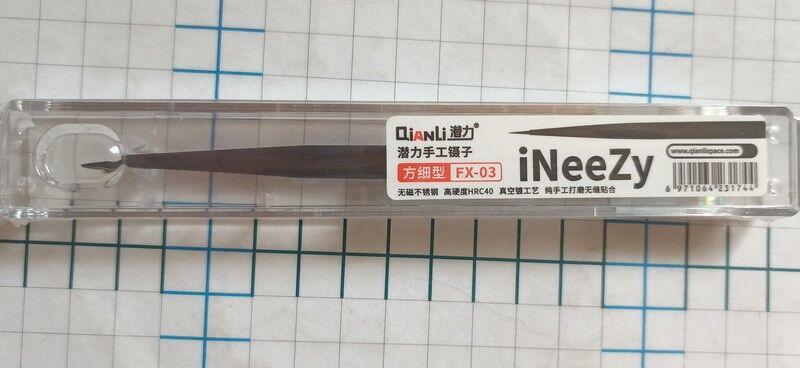 QIANLI 潜力®
潜力手工镊子
方细型 FX-03
iNeeZy
www.qianlispace.com
6 971064 231744
无磁不锈钢 高硬度HRC40 真空镀工艺 纯手工打磨无缝贴合